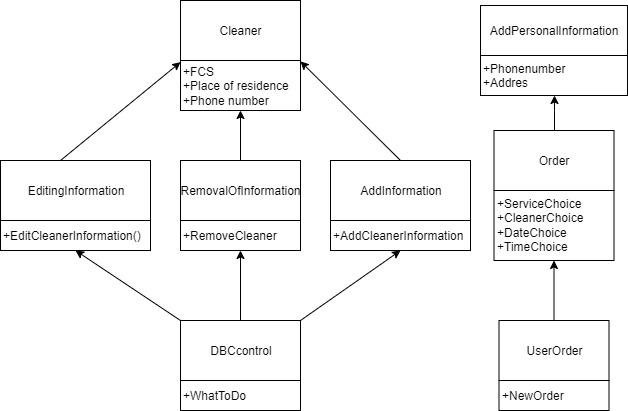 Cleaner
+FCS
+Place of residence
+Phone number
AddPersonalInformation
+Phonenumber
+Addres
EditingInformation
+EditCleanerInformation()
RemovalOfInformation
+RemoveCleaner
AddInformation
+AddCleanerInformation
Order
+ServiceChoice
+CleanerChoice
+DateChoice
+TimeChoice
DBCcontrol
+WhatToDo
UserOrder
+NewOrder